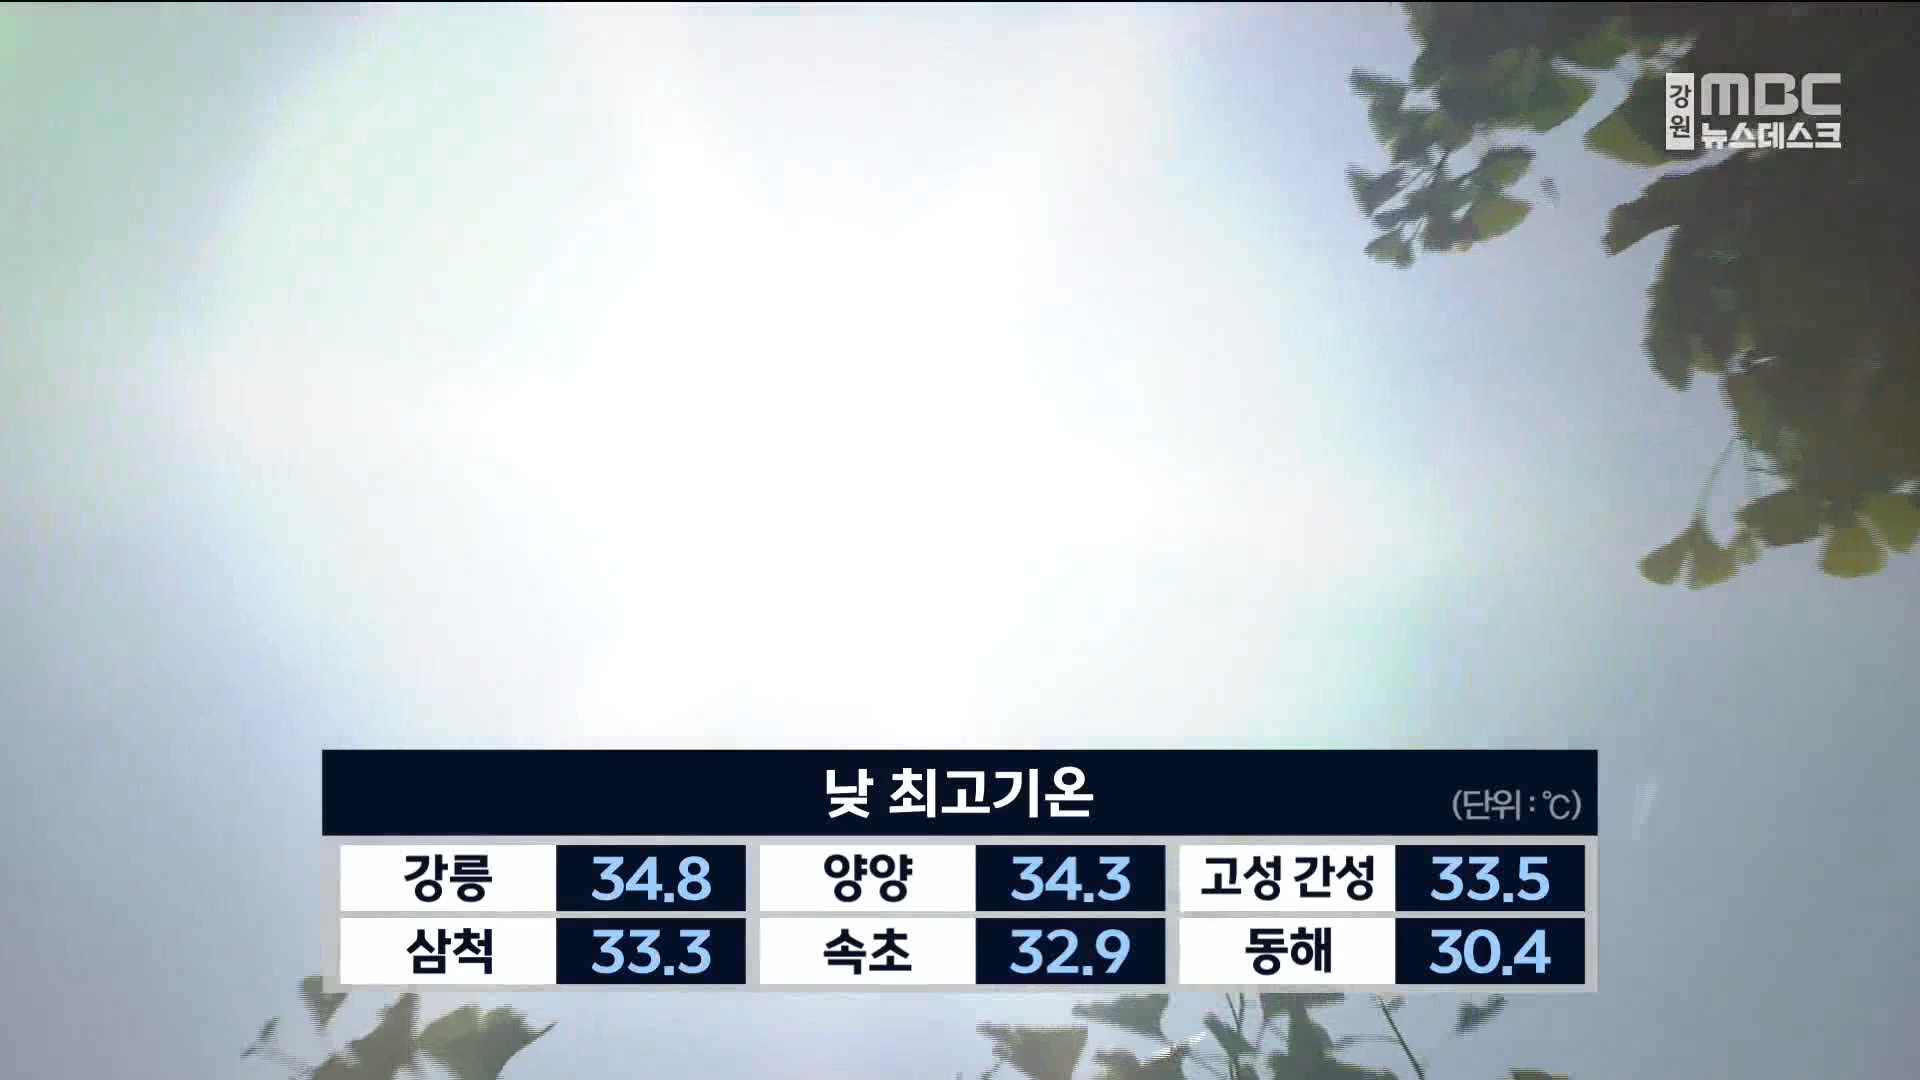 강원 MBC
뉴스데스크
낮 최고기온 (단위 : ℃)
강릉 34.8 양양 34.3 고성 간성 33.5
삼척 33.3 속초 32.9 동해 30.4